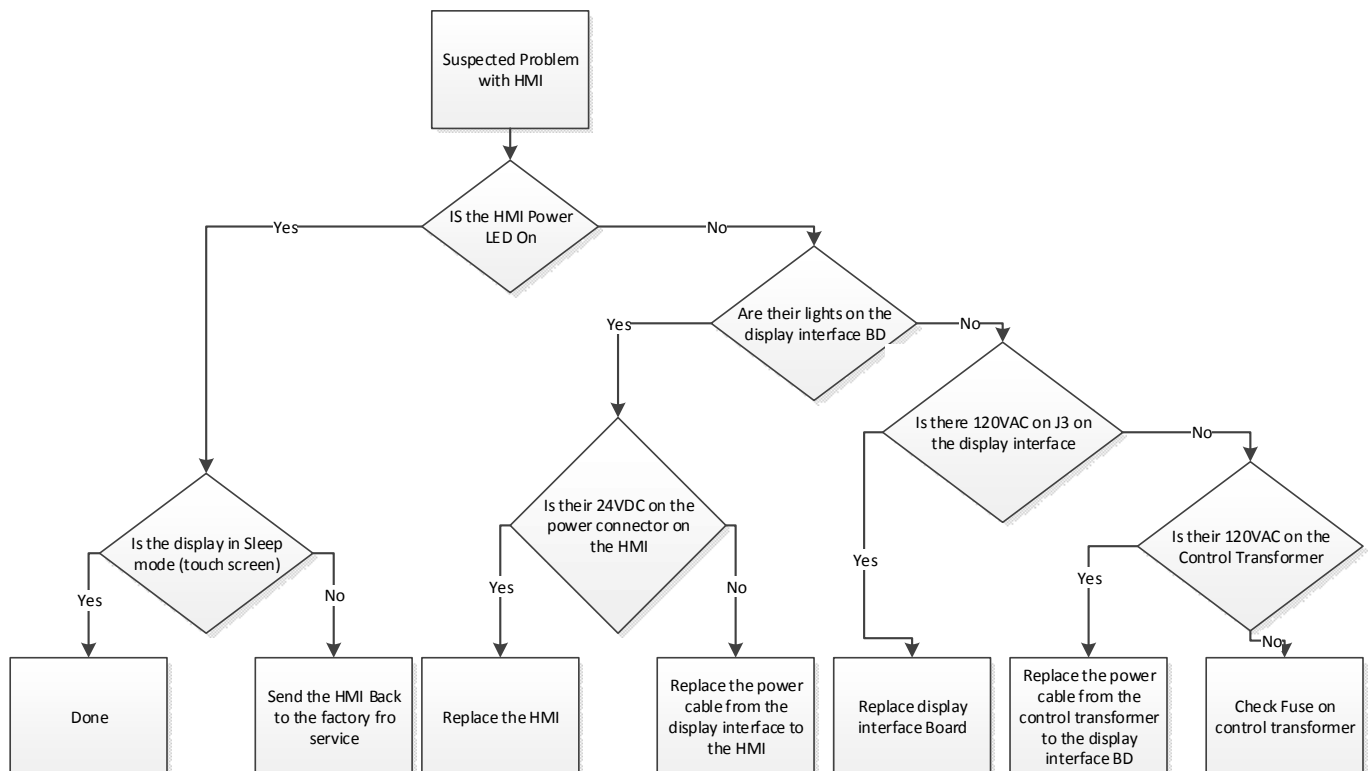 Suspected Problem
with HMI
IS the HMI Power
LED On
Yes
No
Are their lights on the
display interface BD
Yes
No
Is there 120VAC on J3 on
the display interface
No
Is their 24VDC on the
power connector on
the HMI
Is their 120VAC on the
Control Transformer
Is the display in Sleep
mode (touch screen)
Yes
No
Yes
No
Yes
Yes
No
Done
Send the HMI Back
to the factory fro
service
Replace the HMI
Replace the power
cable from the
display interface to
the HMI
Replace display
interface Board
Replace the power
cable from the
control transformer
to the display
interface BD
Check Fuse on
control transformer